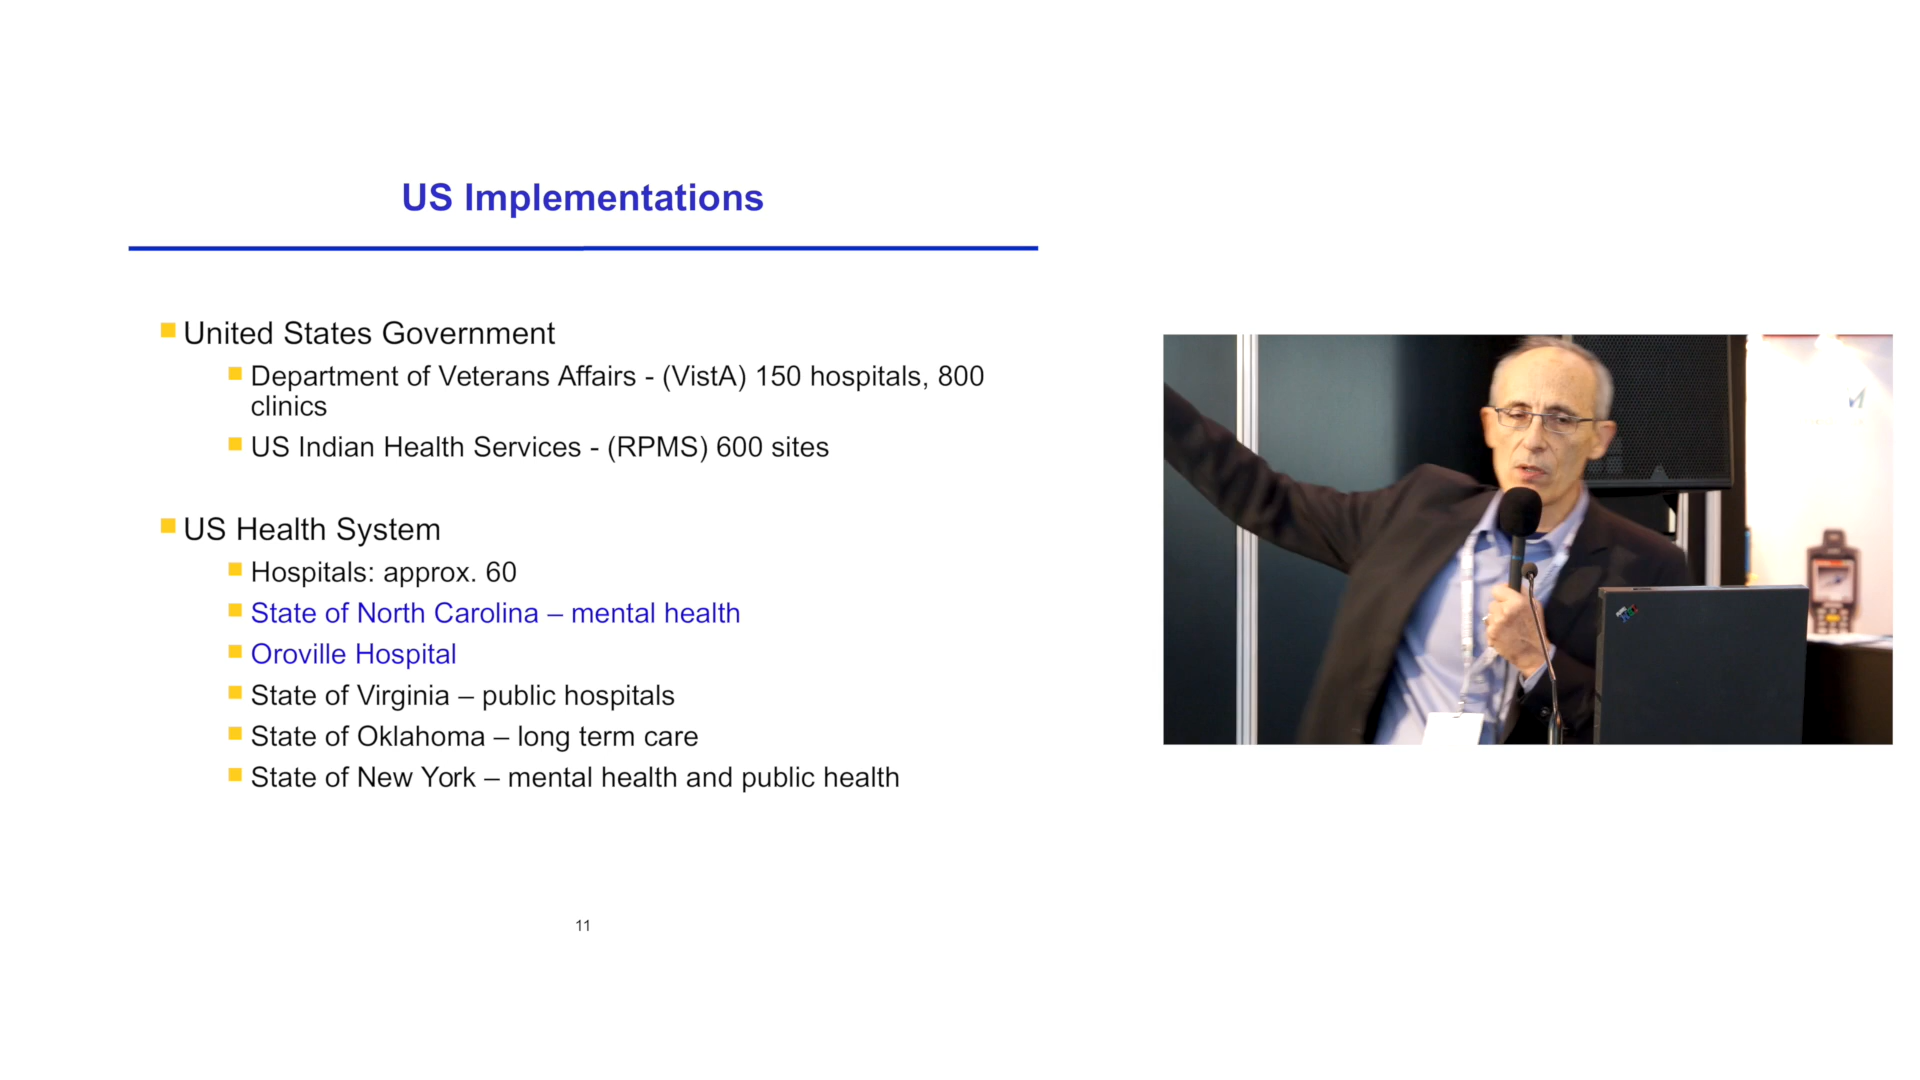 US Implementations
United States Government
Department of Veterans Affairs - (VistA) 150 hospitals, 800
clinics
US Indian Health Services - (RPMS) 600 sites
US Health System
Hospitals: approx. 60
State of North Carolina – mental health
Oroville Hospital
State of Virginia – public hospitals
State of Oklahoma – long term care
State of New York – mental health and public health
11